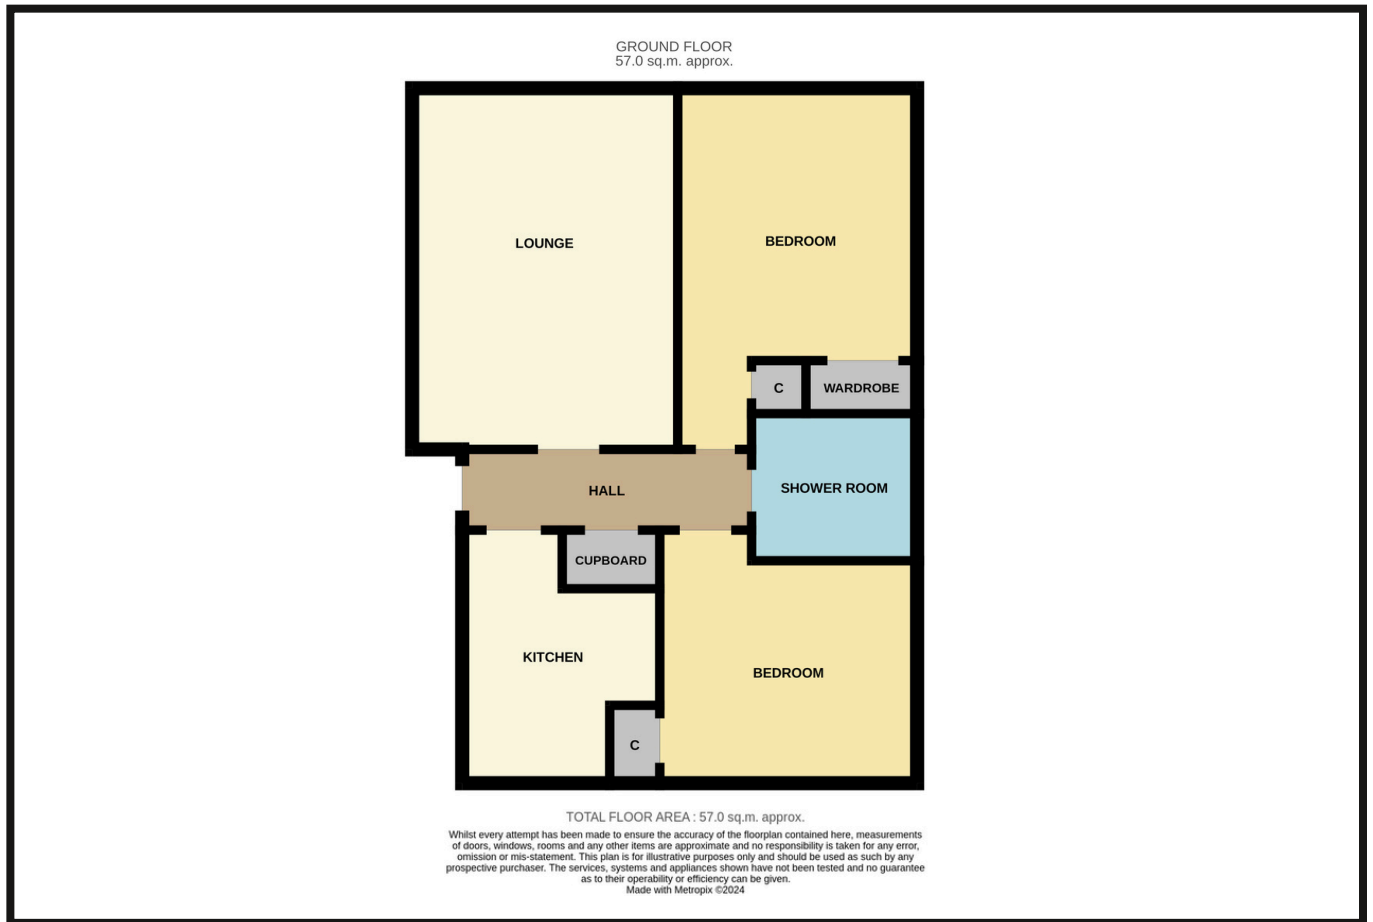 GROUND FLOOR
57.0 sq.m. approx.
LOUNGE
BEDROOM
C
WARDROBE
HALL
SHOWER ROOM
CUPBOARD
KITCHEN
BEDROOM
C
TOTAL FLOOR AREA : 57.0 sq.m. approx.
Whilst every attempt has been made to ensure the accuracy of the floorplan contained here, measurements
of doors, windows, rooms and any other items are approximate and no responsibility is taken for any error,
omission or mis-statement. This plan is for illustrative purposes only and should be used as such by any
prospective purchaser. The services, systems and appliances shown have not been tested and no guarantee
as to their operability or efficiency can be given.
Made with Metropix ©2024